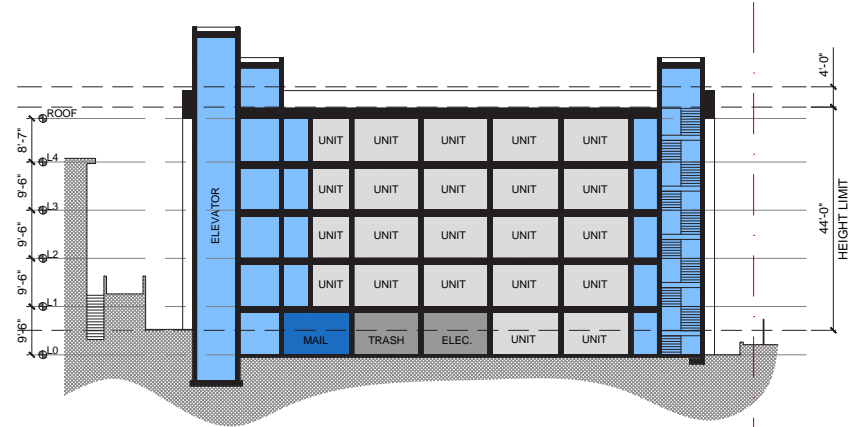 4'-0"
ROOF
8'-7"
UNIT UNIT UNIT UNIT UNIT
L4
9'-6"
UNIT UNIT UNIT UNIT UNIT
L3
ELEVATOR
44'-0"
HEIGHT LIMIT
9'-6"
UNIT UNIT UNIT UNIT UNIT
L2
9'-6"
UNIT UNIT UNIT UNIT UNIT
L1
9'-6"
MAIL TRASH ELEC. UNIT UNIT
L0